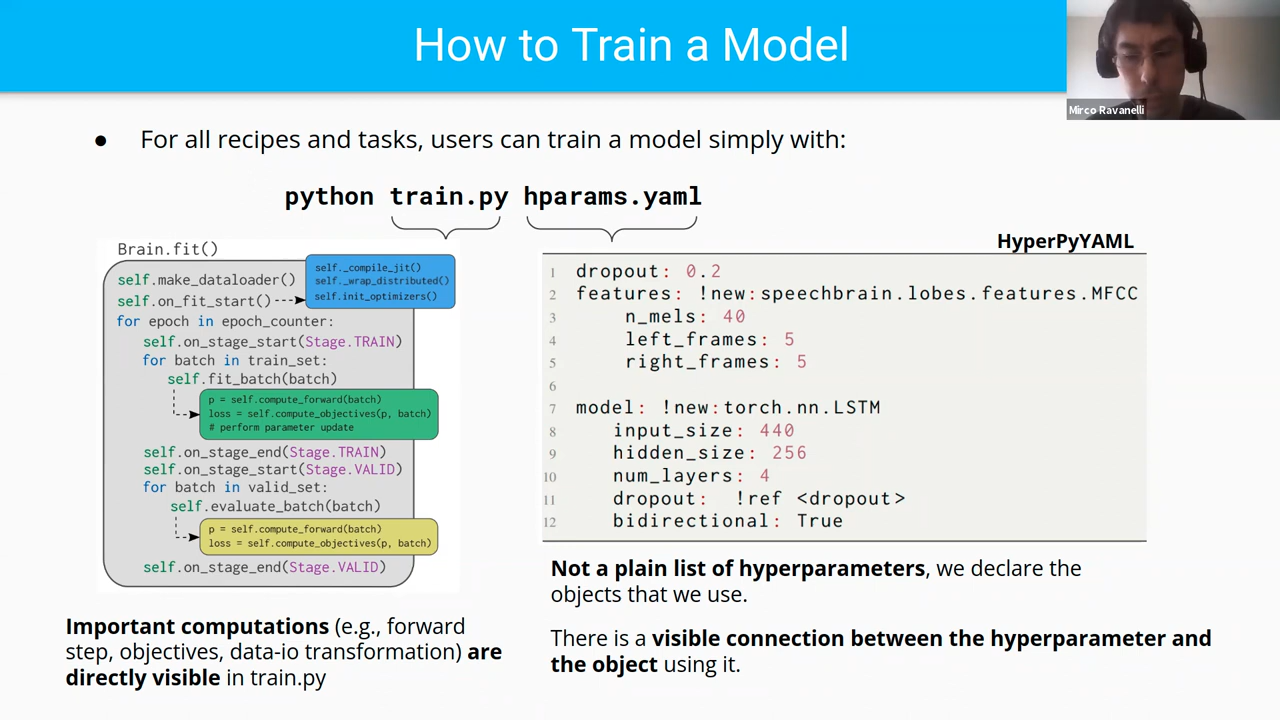 How to Train a Model
Mirco Ravanelli
● For all recipes and tasks, users can train a model simply with:
python train.py hparams.yaml
Brain.fit()
self.make_dataloader()
self.on_fit_start()
self._compile_jit()
self._wrap_distributed()
self.init_optimizers()
for epoch in epoch_counter:
self.on_stage_start(Stage.TRAIN)
for batch in train_set:
self.fit_batch(batch)
p = self.compute_forward(batch)
loss = self.compute_objectives(p, batch)
# perform parameter update
self.on_stage_end(Stage.TRAIN)
self.on_stage_start(Stage.VALID)
for batch in valid_set:
self.evaluate_batch(batch)
p = self.compute_forward(batch)
loss = self.compute_objectives(p, batch)
self.on_stage_end(Stage.VALID)
Important computations (e.g., forward
step, objectives, data-io transformation) are
directly visible in train.py
HyperPyYAML
1 dropout: 0.2
2 features: !new:speechbrain.lobes.features.MFCC
3 n_mels: 40
4 left_frames: 5
5 right_frames: 5
6
7 model: !new:torch.nn.LSTM
8 input_size: 440
9 hidden_size: 256
10 num_layers: 4
11 dropout: !ref <dropout>
12 bidirectional: True
Not a plain list of hyperparameters, we declare the
objects that we use.
There is a visible connection between the hyperparameter and
the object using it.